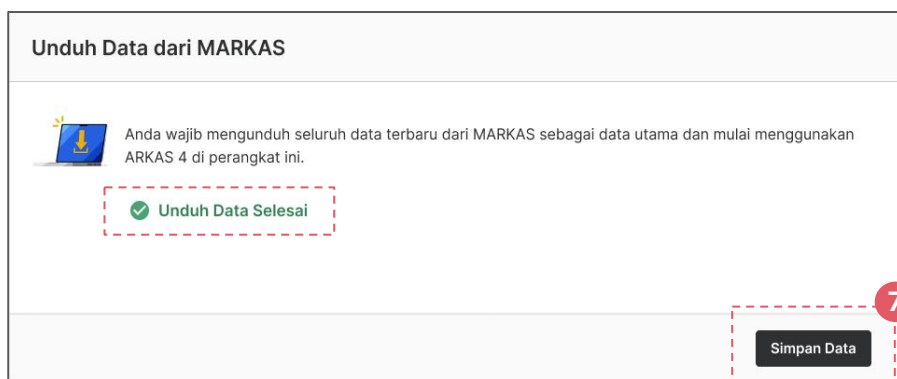 Unduh Data dari MARKAS
Anda wajib mengunduh seluruh data terbaru dari MARKAS sebagai data utama dan mulai menggunakan
ARKAS 4 di perangkat ini.
Unduh Data Selesai
7
Simpan Data